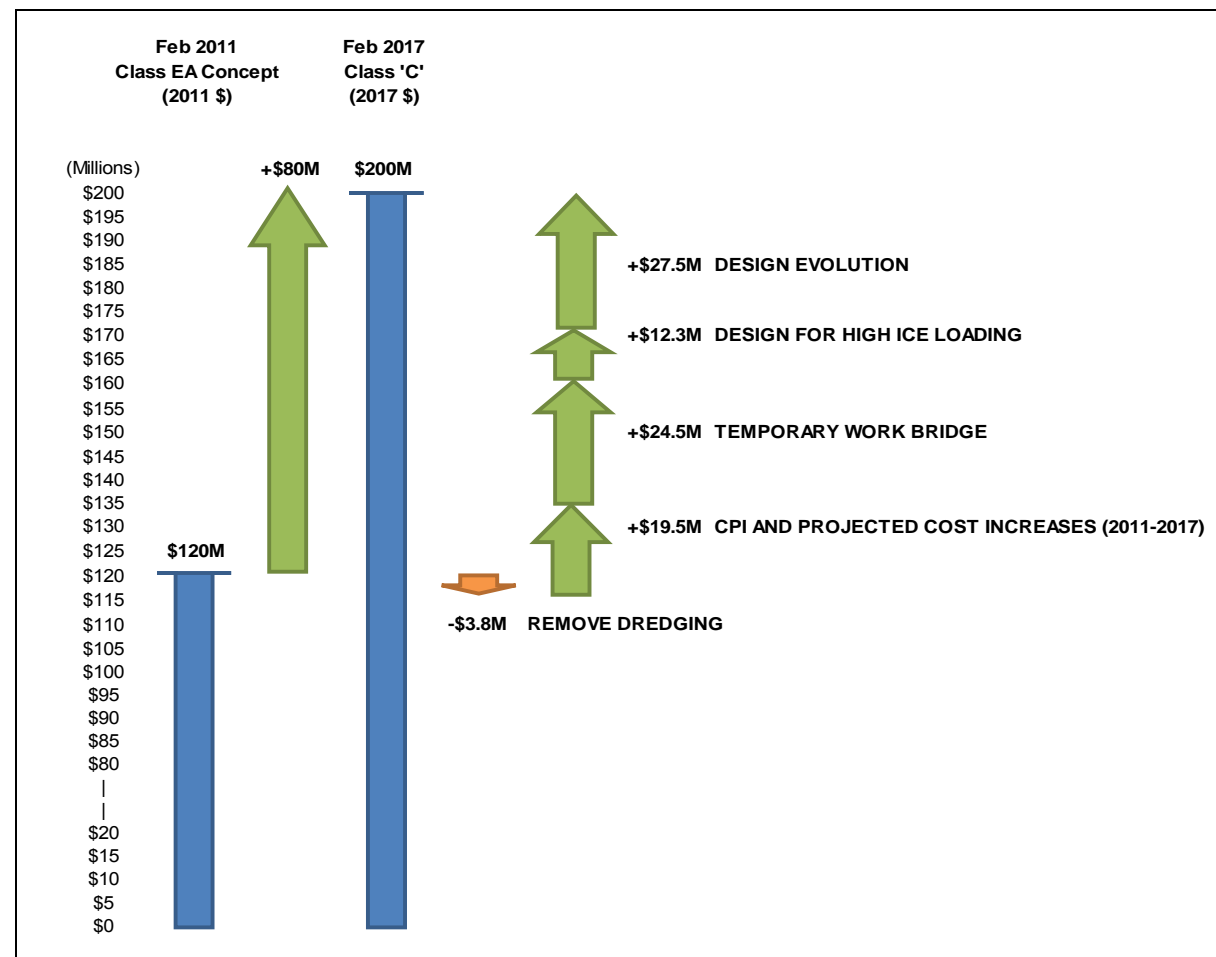 Feb 2011
Class EA Concept
(2011 $)
Feb 2017
Class 'C'
(2017 $)
(Millions)
+$80M
$200M
$200
$195
$190
$185
$180
$175
$170
$165
$160
$155
$150
$145
$140
$135
$130
$125
$120
$115
$110
$105
$100
$95
$90
$85
$80
|
|
$20
$15
$10
$5
$0
$120M
+$27.5M DESIGN EVOLUTION
+$12.3M DESIGN FOR HIGH ICE LOADING
+$24.5M TEMPORARY WORK BRIDGE
+$19.5M CPI AND PROJECTED COST INCREASES (2011-2017)
-$3.8M REMOVE DREDGING